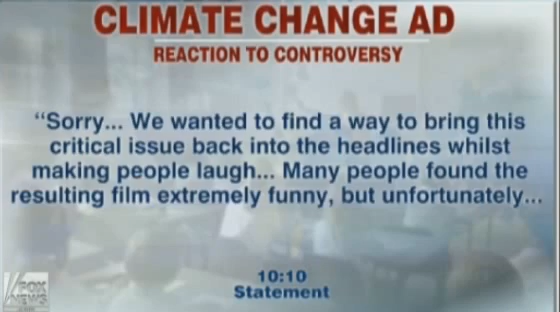 CLIMATE CHANGE AD
REACTION TO CONTROVERSY
“Sorry... We wanted to find a way to bring this
critical issue back into the headlines whilst
making people laugh... Many people found the
resulting film extremely funny, but unfortunately...
10:10
Statement
FOX
NEWS